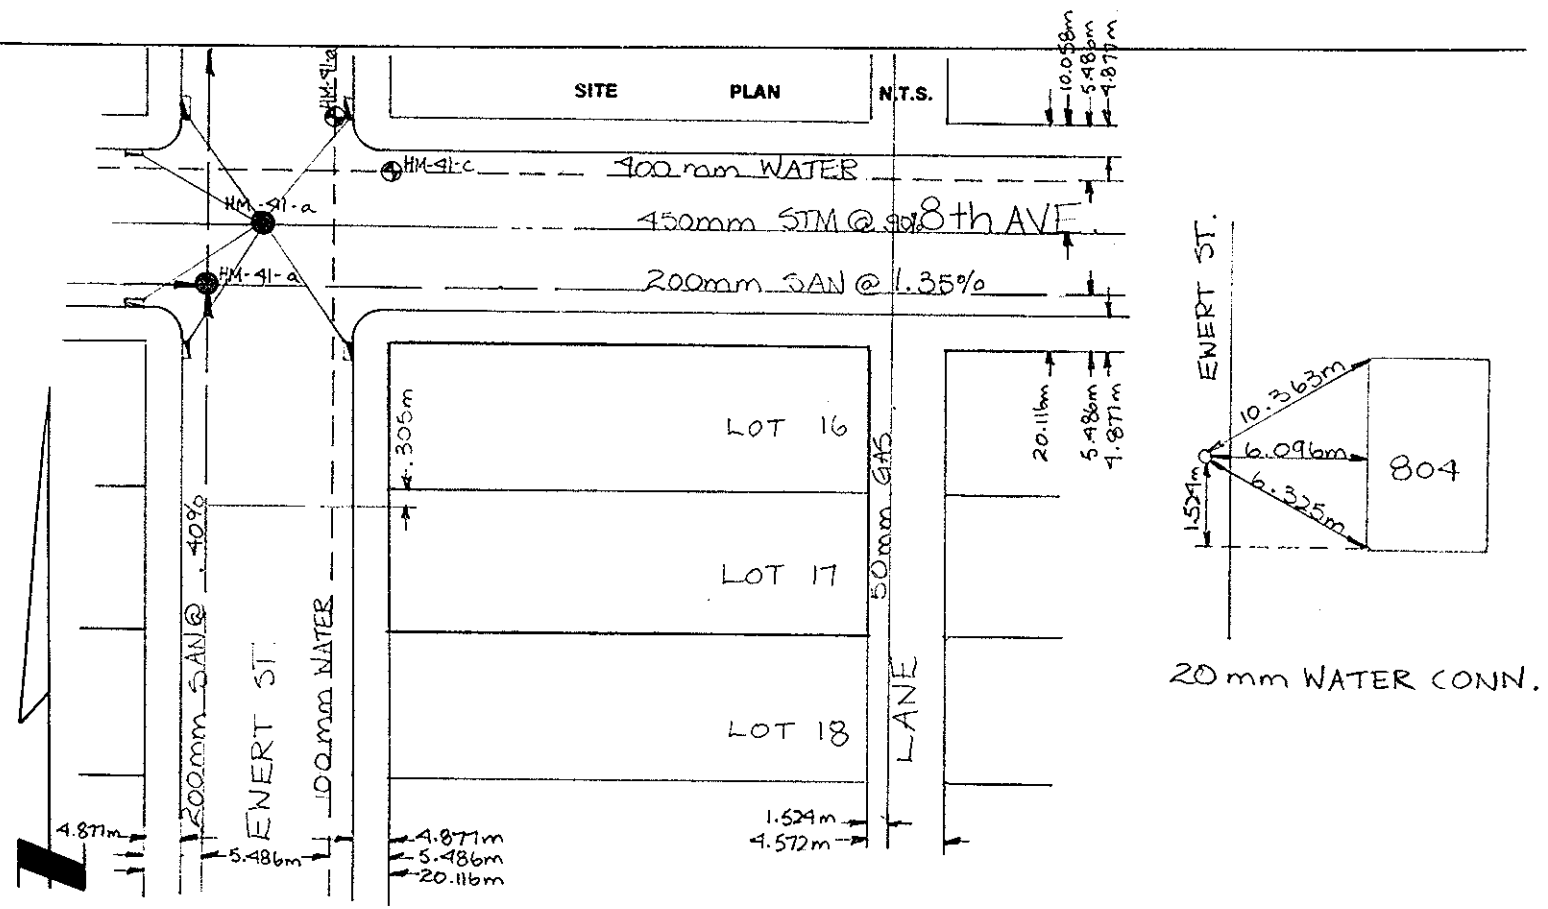 SITE PLAN N.T.S.
10.058m
5.486m
4.877m
HM-41-a
HM-41-c
400mm WATER
HM-41-a
450mm STM @ .90%
8th AVE.
HM-41-a
200mm SAN @ 1.35%
EWERT ST.
.305m
LOT 16
20.116m
5.486m
4.877m
10.363m
6.096m
804
6.325m
1.524m
200mm SAN @ .40%
50mm GAS
LOT 17
EWERT ST.
100mm WATER
20mm WATER CONN.
LOT 18
LANE
4.877m
5.486m
4.877m
5.486m
20.116m
1.524m
4.572m